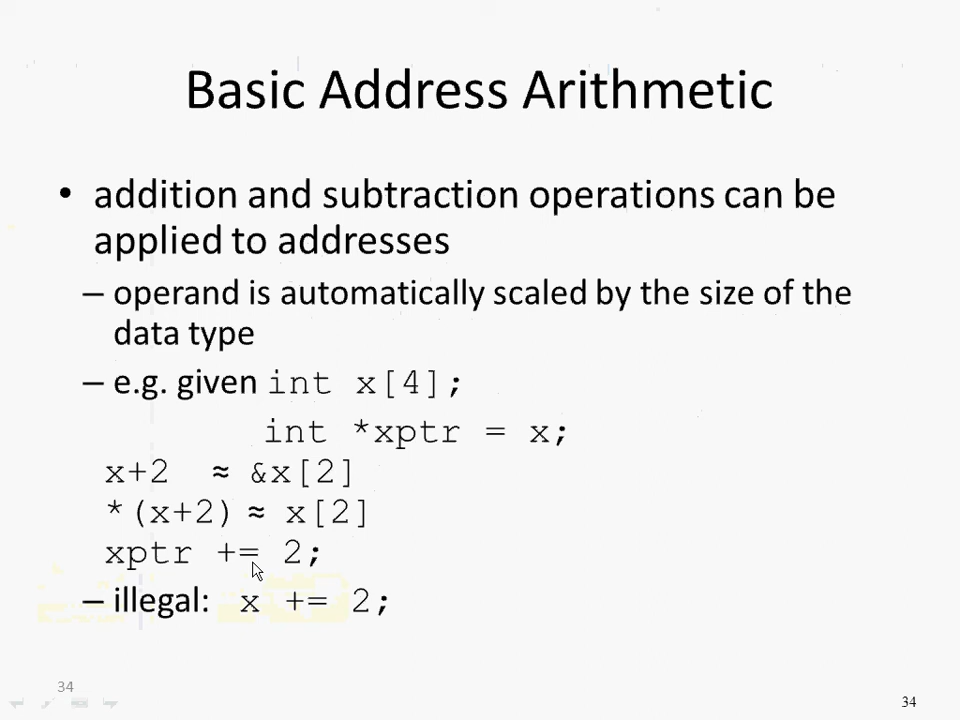 Basic Address Arithmetic
• addition and subtraction operations can be
applied to addresses
– operand is automatically scaled by the size of the
data type
– e.g. given int x[4];
int *xptr = x;
x+2 ≈ &x[2]
*(x+2) ≈ x[2]
xptr += 2;
– illegal: x += 2;
34
34